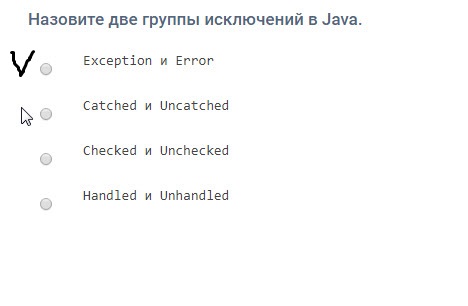 Назовите две группы исключений в Java.
Exception и Error
Catched и Uncatched
Checked и Unchecked
Handled и Unhandled